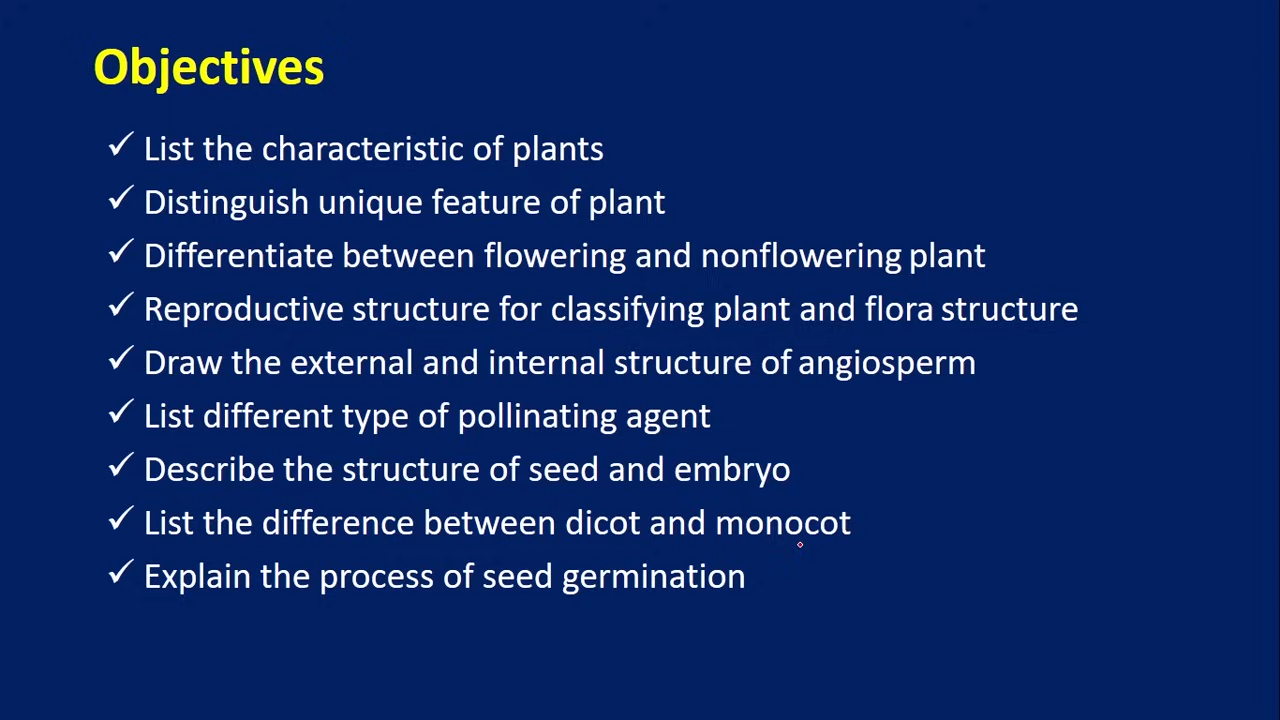 Objectives
✓ List the characteristic of plants
✓ Distinguish unique feature of plant
✓ Differentiate between flowering and nonflowering plant
✓ Reproductive structure for classifying plant and flora structure
✓ Draw the external and internal structure of angiosperm
✓ List different type of pollinating agent
✓ Describe the structure of seed and embryo
✓ List the difference between dicot and monocot
✓ Explain the process of seed germination